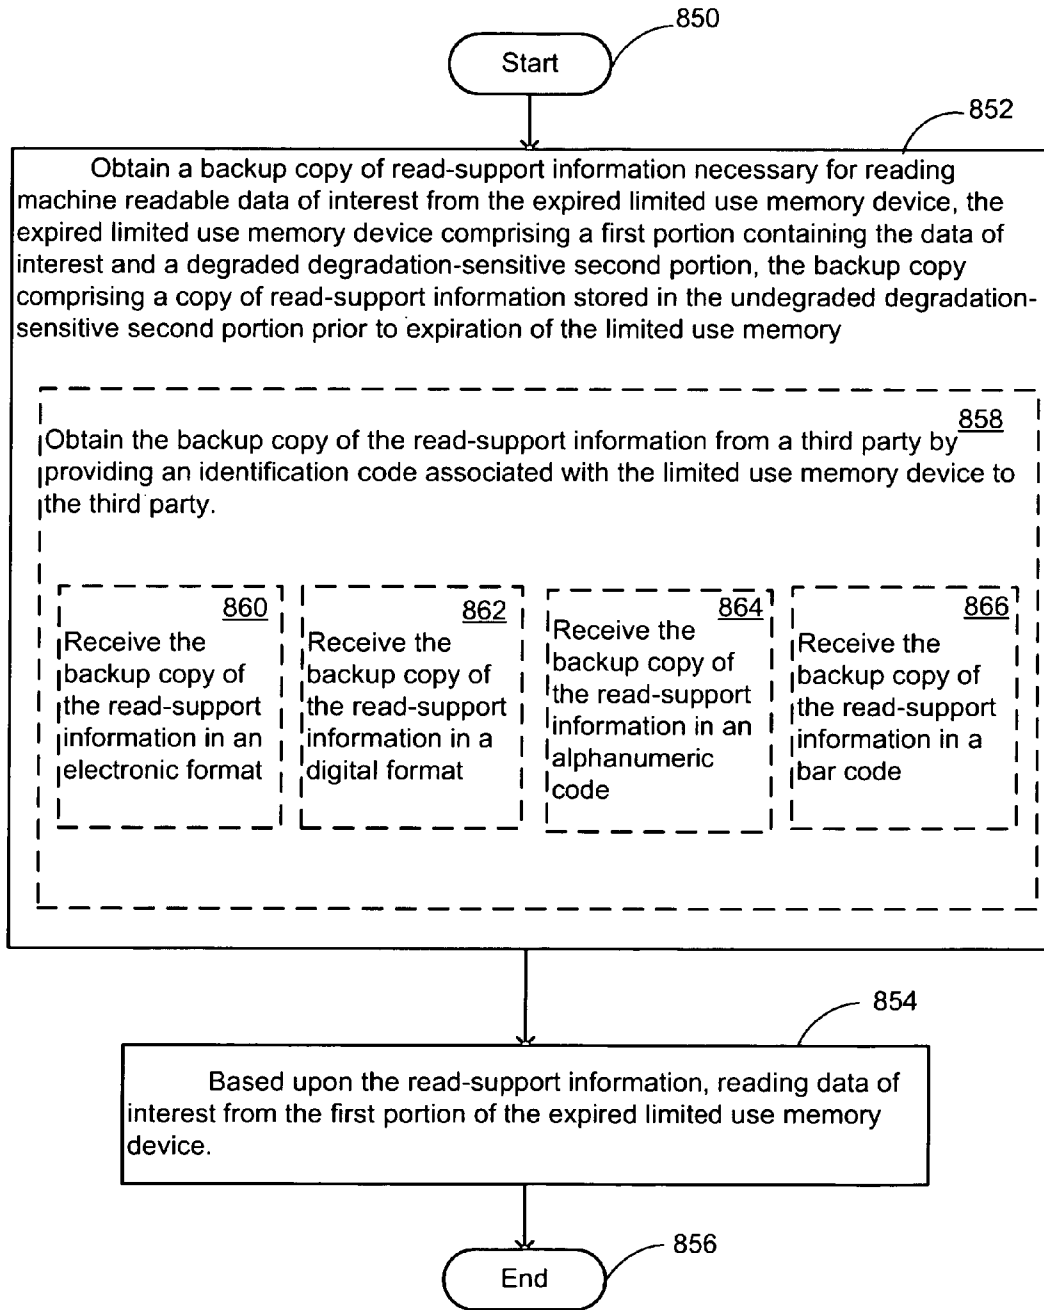 850
Start
852
Obtain a backup copy of read-support information necessary for reading
machine readable data of interest from the expired limited use memory device, the
expired limited use memory device comprising a first portion containing the data of
interest and a degraded degradation-sensitive second portion, the backup copy
comprising a copy of read-support information stored in the undegraded degradation-
sensitive second portion prior to expiration of the limited use memory
858
Obtain the backup copy of the read-support information from a third party by
providing an identification code associated with the limited use memory device to
the third party.
860
Receive the
backup copy of
the read-support
information in an
electronic format
862
Receive the
backup copy of
the read-support
information in a
digital format
864
Receive the
backup copy of
the read-support
information in an
alphanumeric
code
866
Receive the
backup copy of
the read-support
information in a
bar code
854
Based upon the read-support information, reading data of
interest from the first portion of the expired limited use memory
device.
856
End